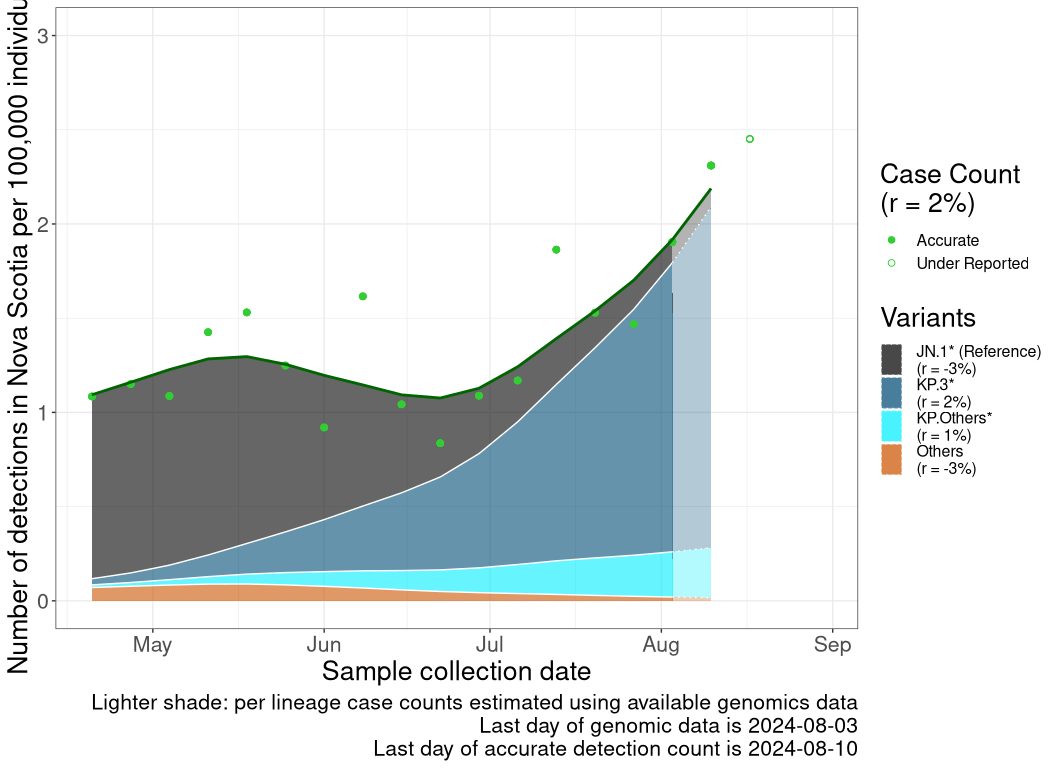 Number of detections in Nova Scotia per 100,000 individu
3
2
1
0
May
Jun
Jul
Aug
Sep
Sample collection date
Lighter shade: per lineage case counts estimated using available genomics data
Last day of genomic data is 2024-08-03
Last day of accurate detection count is 2024-08-10
Case Count
(r = 2%)
Accurate
Under Reported
Variants
JN.1* (Reference)
(r = -3%)
KP.3*
(r = 2%)
KP.Others*
(r = 1%)
Others
(r = -3%)